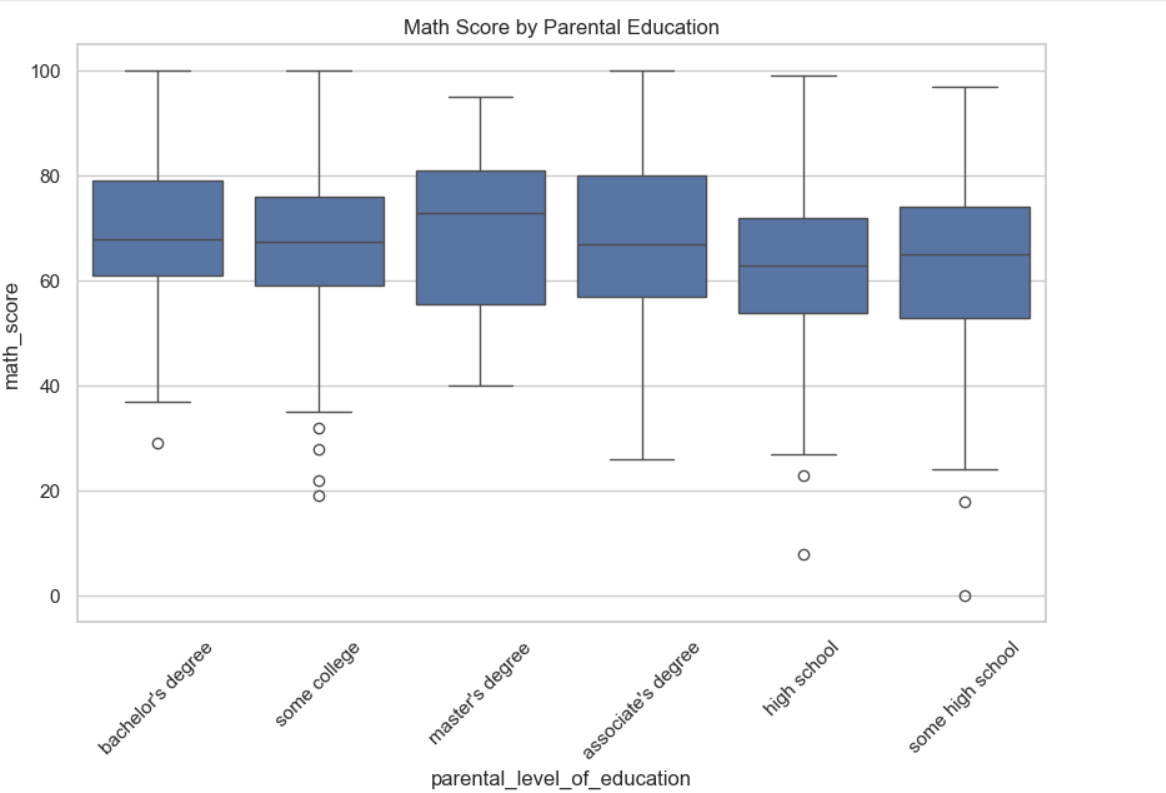 Math Score by Parental Education
100
80
60
40
20
0
math_score
bachelor's degree
some college
master's degree
associate's degree
high school
some high school
parental_level_of_education